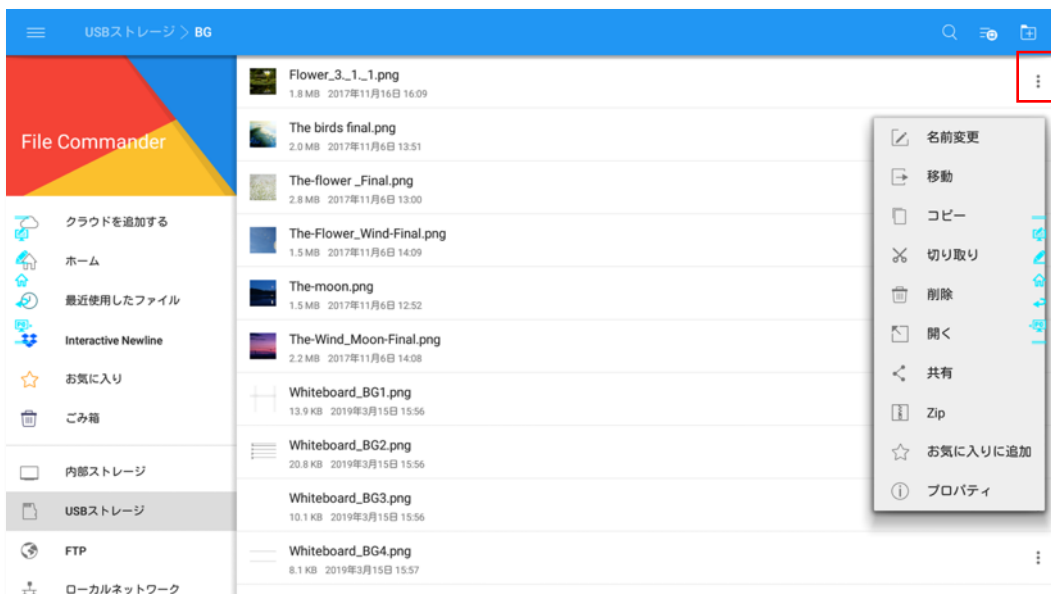 USBストレージ > BG
File Commander
クラウドを追加する
ホーム
最近使用したファイル
Interactive Newline
お気に入り
ごみ箱
内部ストレージ
USBストレージ
FTP
ローカルネットワーク
Flower_3._1._1.png
1.8 MB 2017年11月16日 16:09
The birds final.png
2.0 MB 2017年11月6日 13:51
The-flower _Final.png
2.8 MB 2017年11月6日 13:00
The-Flower_Wind-Final.png
1.5 MB 2017年11月6日 14:09
The-moon.png
1.5 MB 2017年11月6日 12:52
The-Wind_Moon-Final.png
2.2 MB 2017年11月6日 14:08
Whiteboard_BG1.png
13.9 KB 2019年3月15日 15:56
Whiteboard_BG2.png
20.8 KB 2019年3月15日 15:56
Whiteboard_BG3.png
10.1 KB 2019年3月15日 15:56
Whiteboard_BG4.png
8.1 KB 2019年3月15日 15:57
名前変更
移動
コピー
切り取り
削除
開く
共有
Zip
お気に入りに追加
プロパティ